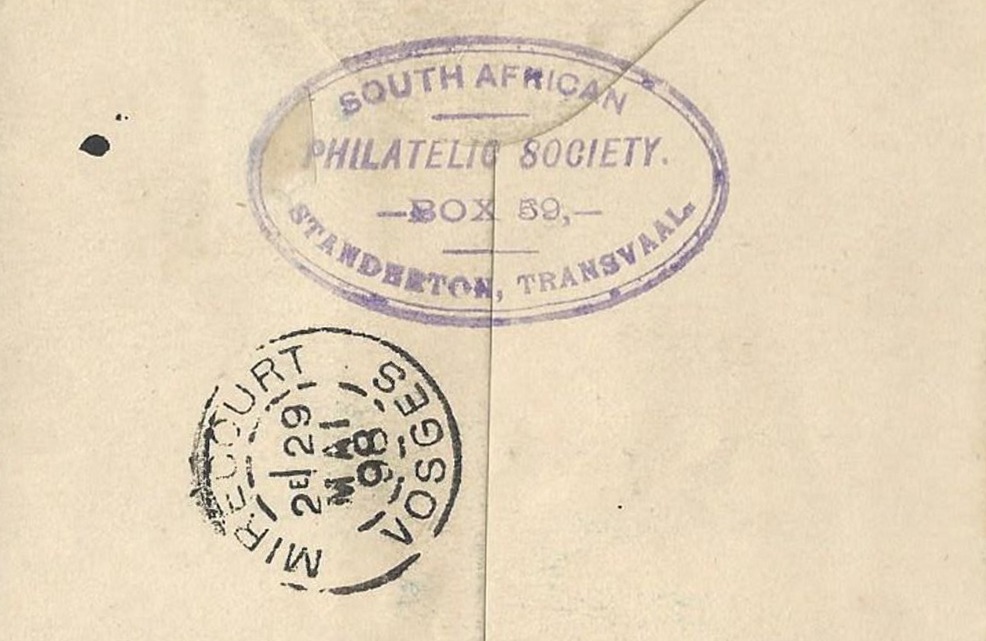 SOUTH AFRICAN
PHILATELIC SOCIETY.
—BOX 59,—
STANDERTON, TRANSVAAL.
MIRECOURT
2E 29
MAI
98
VOSGES